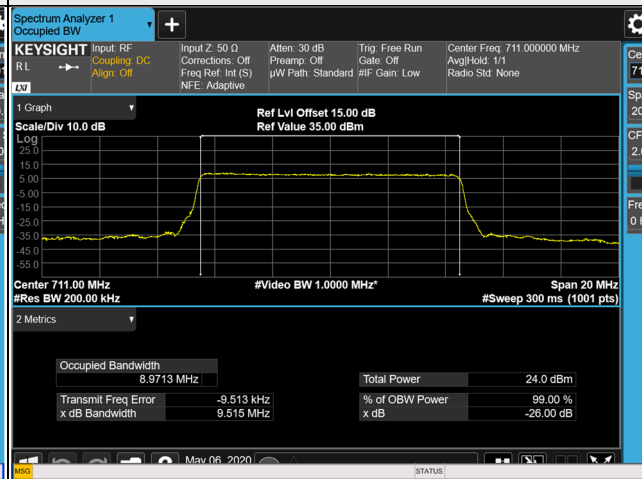 Spectrum Analyzer 1
Occupied BW
+
KEYSIGHT
RL
LXI
Input: RF
Coupling: DC
Align: Off
Input Z: 50 Ω
Corrections: Off
Freq Ref: Int (S)
NFE: Adaptive
Atten: 30 dB
Preamp: Off
µW Path: Standard
Trig: Free Run
Gate: Off
#IF Gain: Low
Center Freq: 711.000000 MHz
Avg|Hold: 1/1
Radio Std: None
1 Graph
Scale/Div 10.0 dB
Ref Lvl Offset 15.00 dB
Ref Value 35.00 dBm
Log
25.0
15.0
5.00
-5.00
-15.0
-25.0
-35.0
-45.0
-55.0
Center 711.00 MHz
#Res BW 200.00 kHz
#Video BW 1.0000 MHz*
Span 20 MHz
#Sweep 300 ms (1001 pts)
2 Metrics
Occupied Bandwidth
8.9713 MHz
Transmit Freq Error -9.513 kHz
x dB Bandwidth 9.515 MHz
Total Power 24.0 dBm
% of OBW Power 99.00 %
x dB -26.00 dB
May 06, 2020
MSG
STATUS